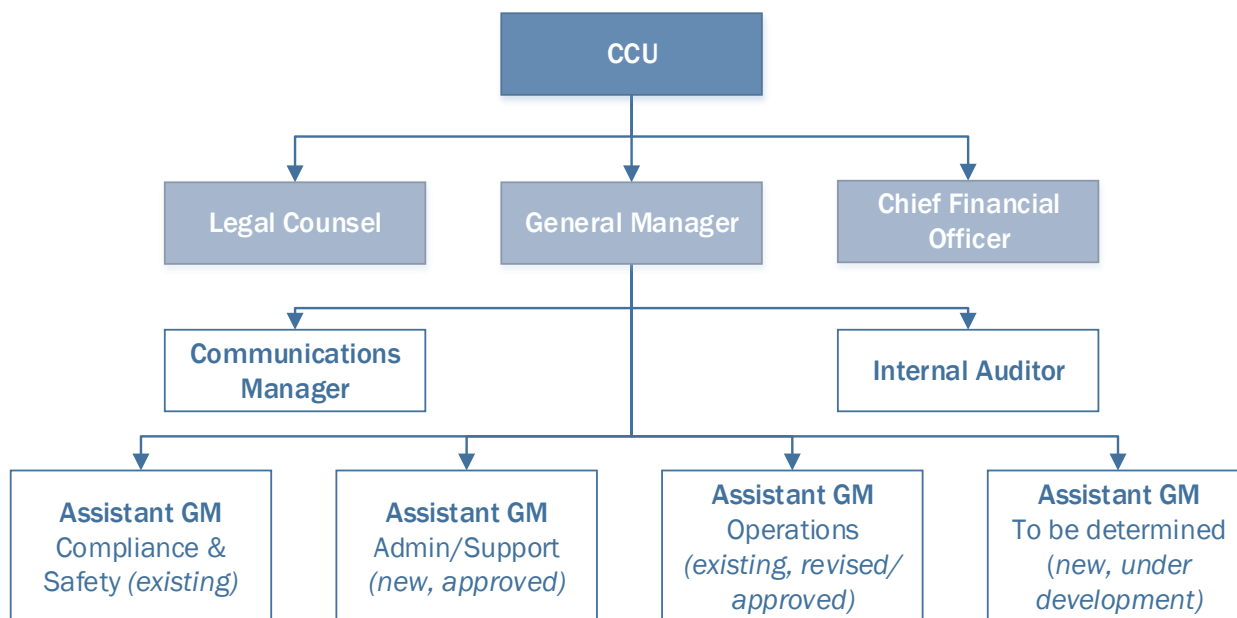 CCU
Legal Counsel
General Manager
Chief Financial
Officer
Communications
Manager
Internal Auditor
Assistant GM
Compliance &
Safety (existing)
Assistant GM
Admin/Support
(new, approved)
Assistant GM
Operations
(existing, revised/
approved)
Assistant GM
To be determined
(new, under
development)